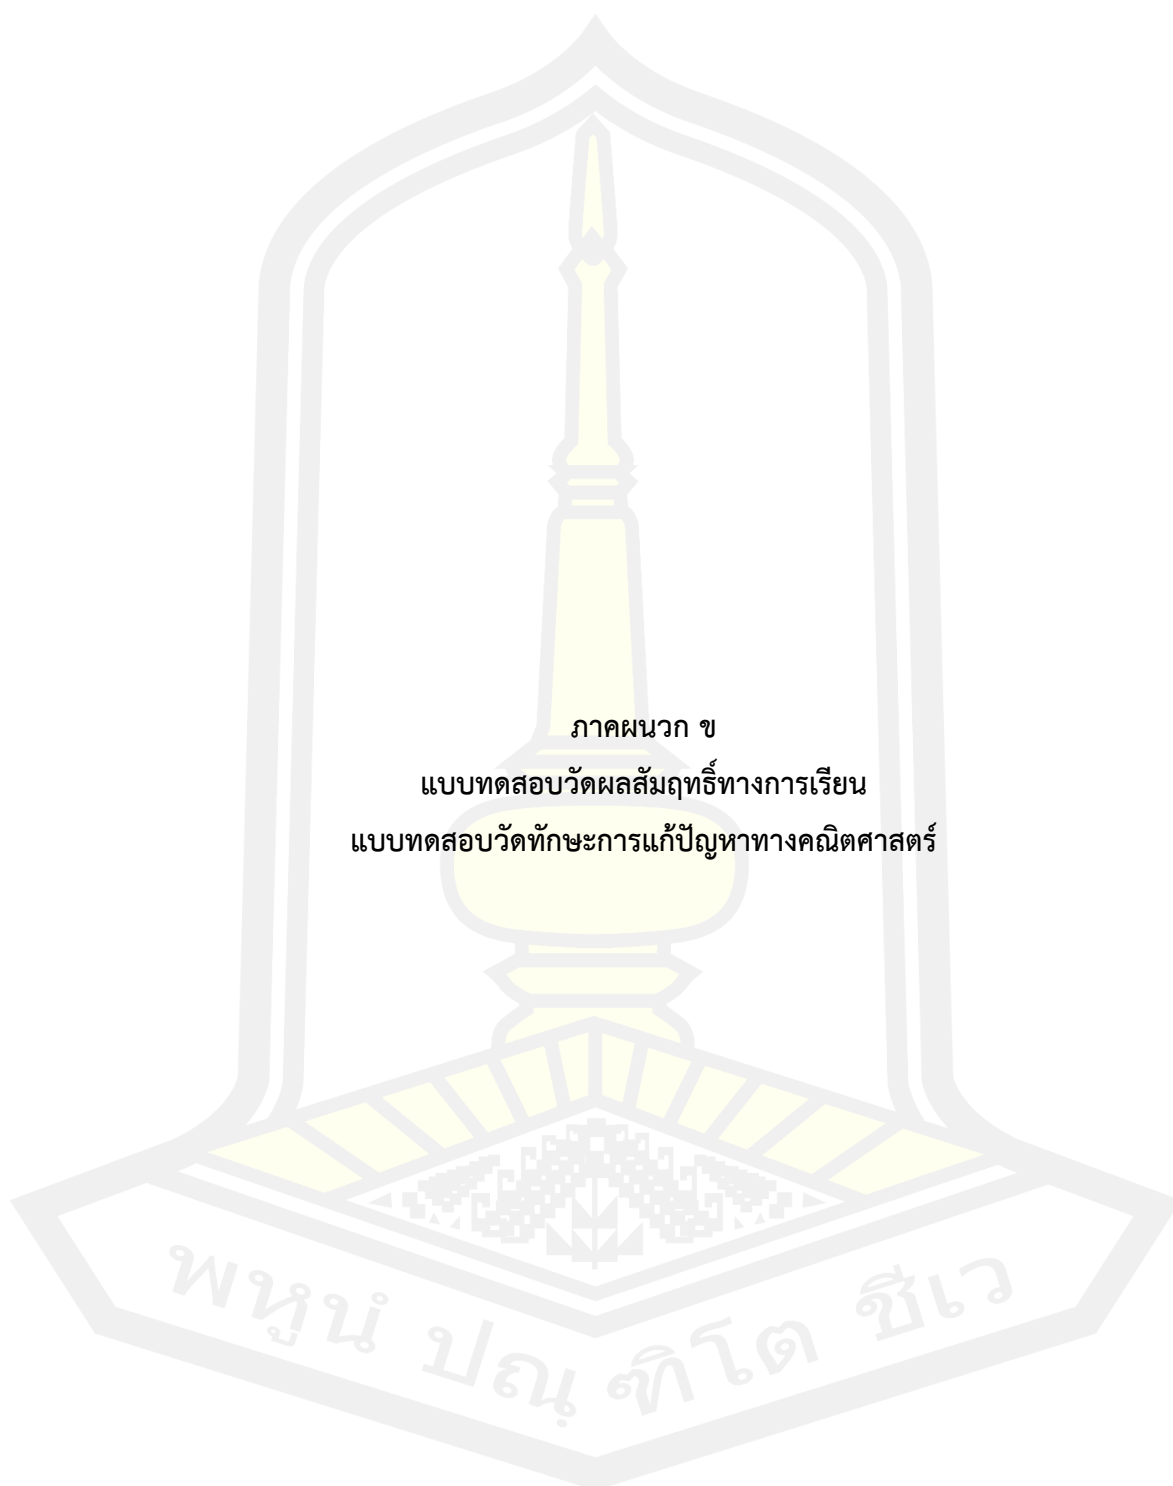 ภาคผนวก ข
แบบทดสอบวัดผลสัมฤทธิ์ทางการเรียน
แบบทดสอบวัดทักษะการแก้ปัญหาทางคณิตศาสตร์
พหูนํ ปณฺฑิโต ชีเว